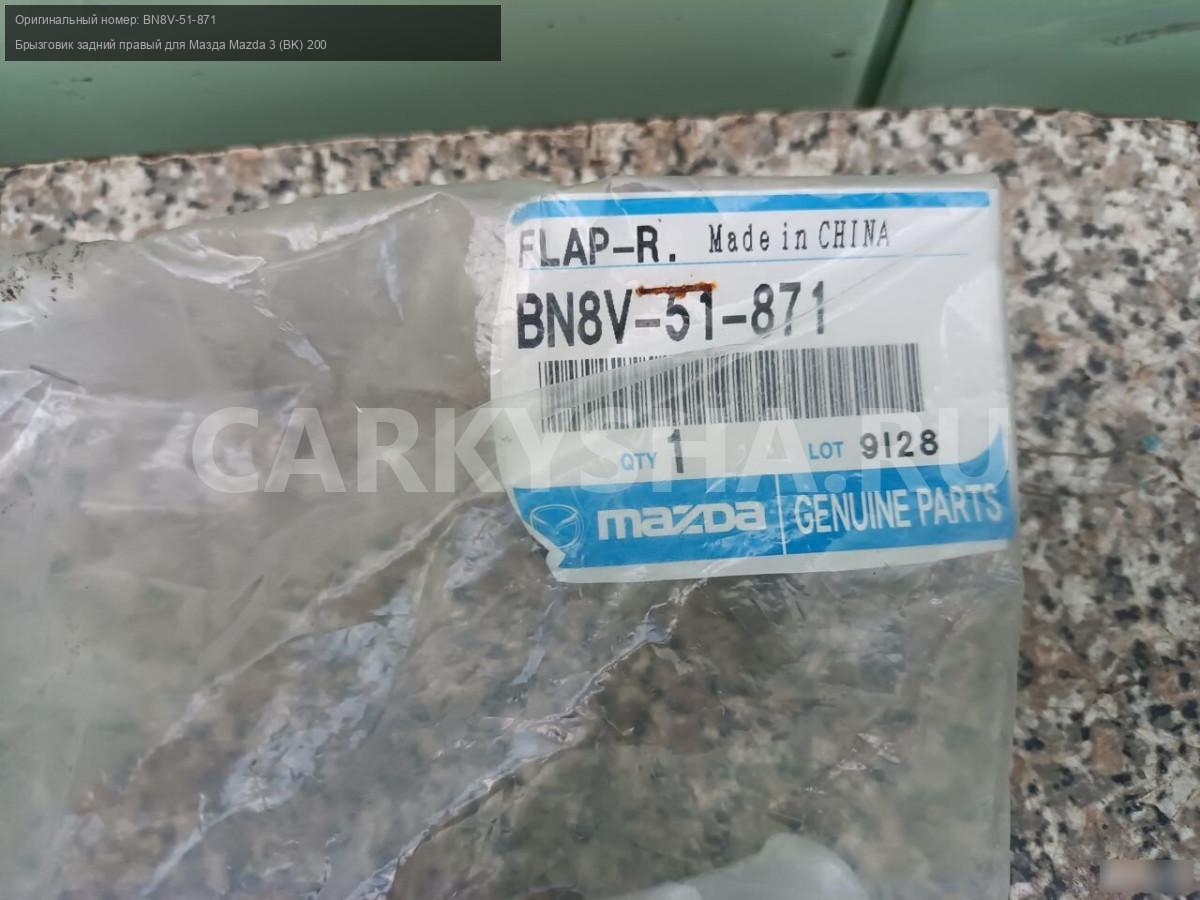 Оригинальный номер: BN8V-51-871
Брызговик задний правый для Мазда Mazda 3 (BK) 200
FLAP-R. Made in CHINA
BN8V-51-871
CARKYSHA.RU
QTY 1 LOT 9I28
mazda GENUINE PARTS